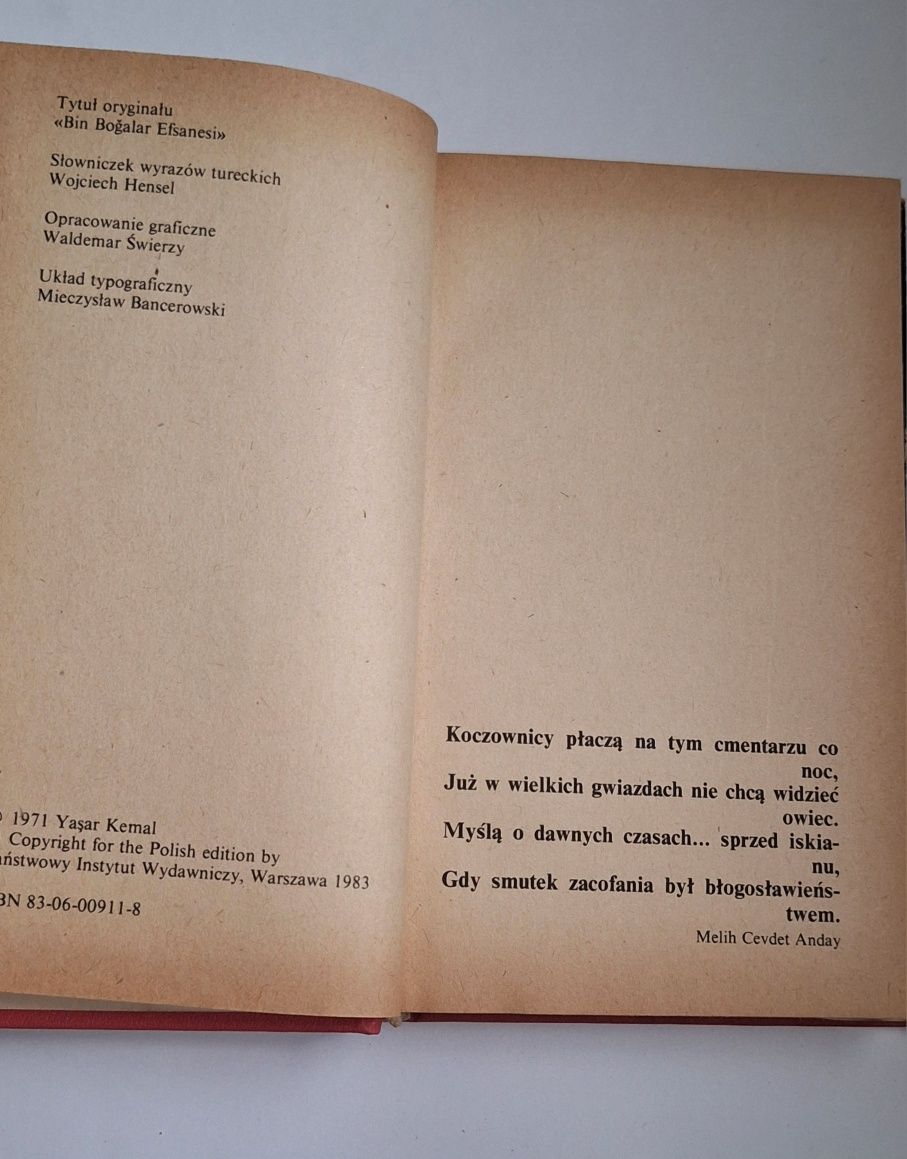 Tytuł oryginału
«Bin Boğalar Efsanesi»
Słowniczek wyrazów tureckich
Wojciech Hensel
Opracowanie graficzne
Waldemar Świerzy
Układ typograficzny
Mieczysław Bancerowski
1971 Yaşar Kemal
Copyright for the Polish edition by
ństwowy Instytut Wydawniczy, Warszawa 1983
BN 83-06-00911-8
Koczownicy płaczą na tym cmentarzu co
noc,
Już w wielkich gwiazdach nie chcą widzieć
owiec.
Myślą o dawnych czasach... sprzed iskia-
nu,
Gdy smutek zacofania był błogosławieńs-
twem.
Melih Cevdet Anday